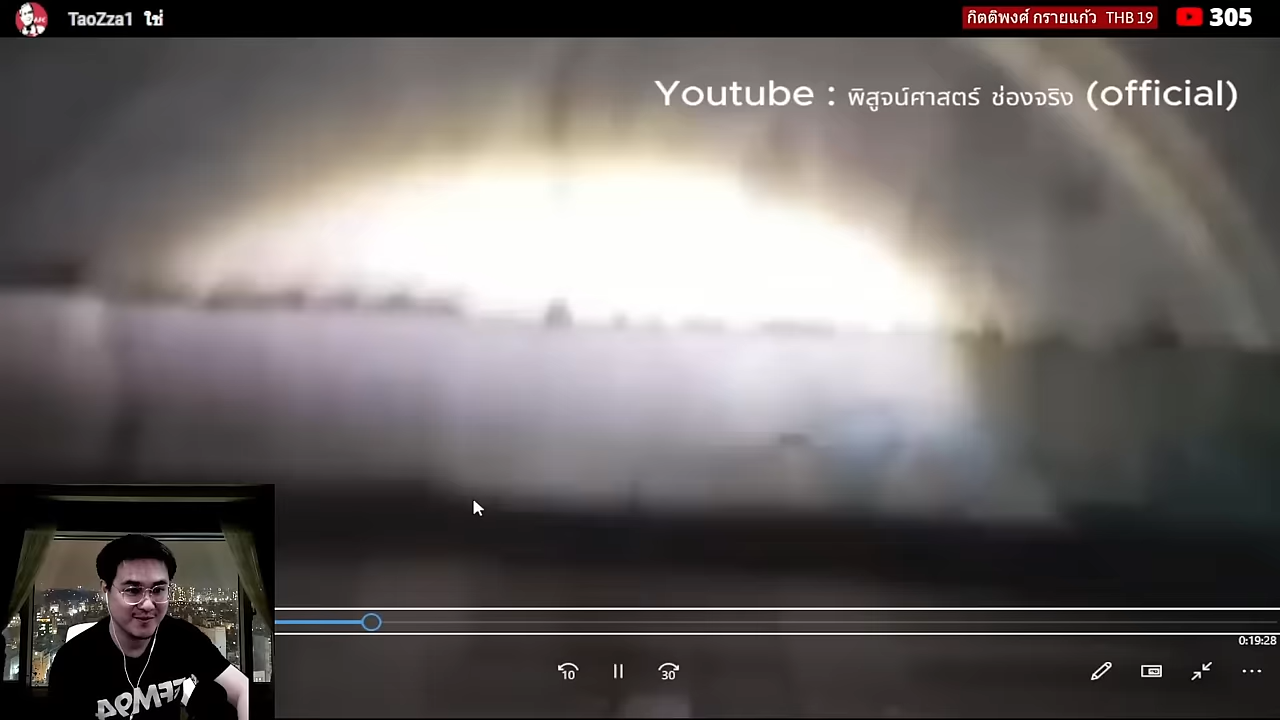 TaoZza1 ใช่
กิตติพงศ์ กรายแก้ว THB 19
305
Youtube : พิสูจน์ศาสตร์ ช่องจริง (official)
0:19:28
10
30